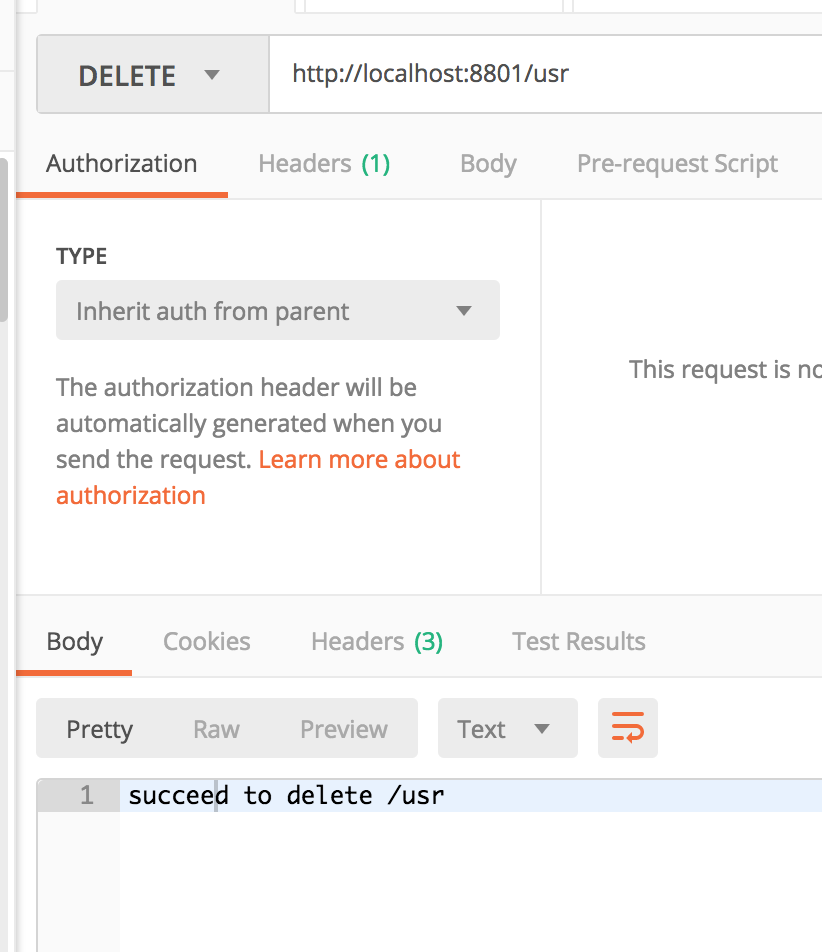 DELETE
http://localhost:8801/usr
Authorization
Headers (1)
Body
Pre-request Script
TYPE
Inherit auth from parent
The authorization header will be
automatically generated when you
send the request. Learn more about
authorization
This request is no
Body
Cookies
Headers (3)
Test Results
Pretty
Raw
Preview
Text
1
succeed to delete /usr